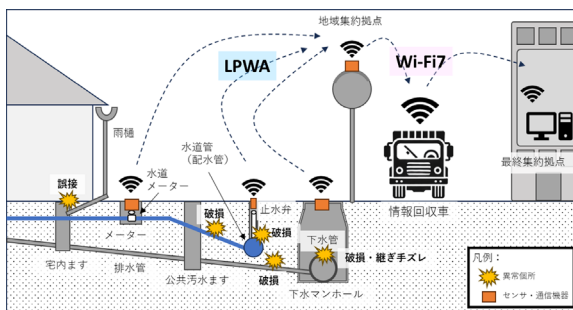 地域集約拠点
LPWA
Wi-Fi7
雨樋
水道管
（配水管）
最終集約拠点
誤接
水道
メーター
止水弁
情報回収車
破損
破損
メーター
下水管
破損・継ぎ手ズレ
宅内ます
排水管
公共汚水ます
破損
下水マンホール
凡例：
異常個所
センサ・通信機器